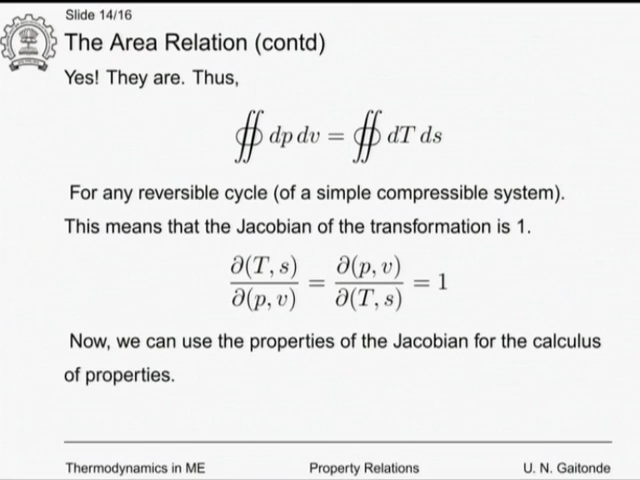 Slide 14/16
The Area Relation (contd)
Yes! They are. Thus,
∯ dp dv = ∯ dT ds
For any reversible cycle (of a simple compressible system).
This means that the Jacobian of the transformation is 1.
∂(T, s)/∂(p, v) = ∂(p, v)/∂(T, s) = 1
Now, we can use the properties of the Jacobian for the calculus
of properties.
Thermodynamics in ME Property Relations U. N. Gaitonde